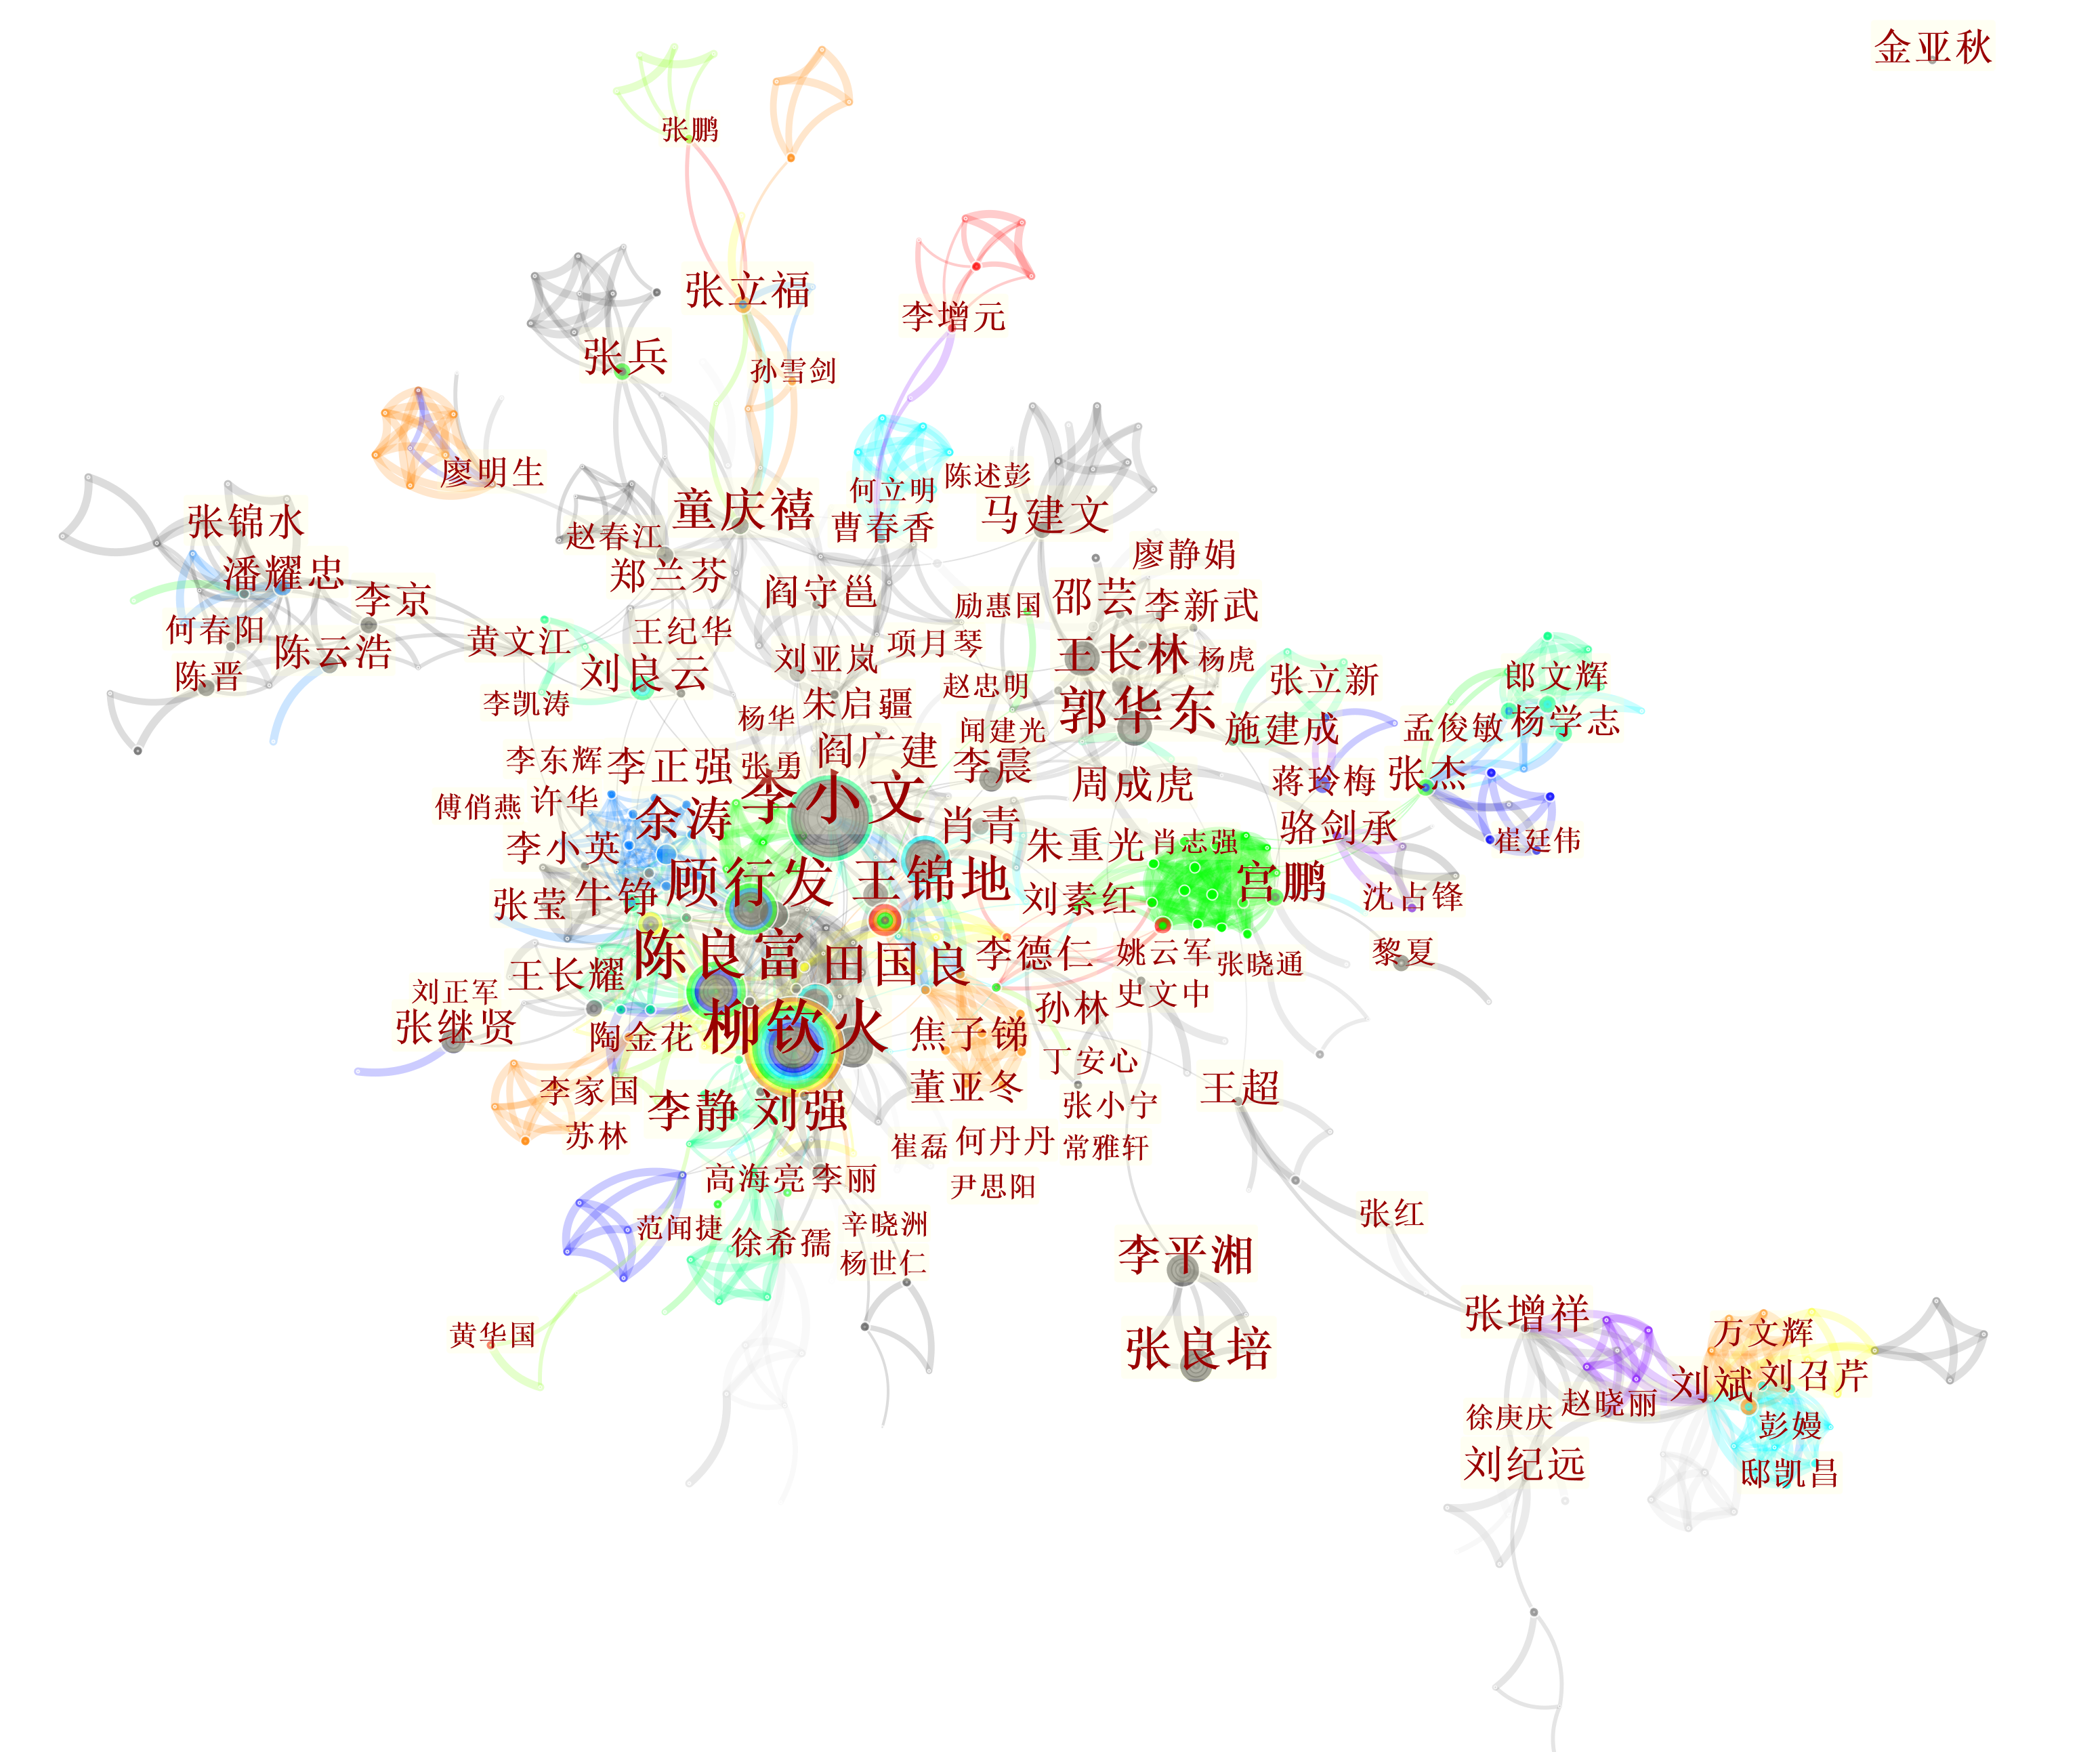 金亚秋
张鹏
张立福
李增元
张兵
孙雪剑
廖明生
陈述彭
何立明
童庆禧
马建文
张锦水
曹春香
赵春江
廖静娟
潘耀忠
郑兰芬
李京
阎守邕
邵芸
李新武
励惠国
何春阳
黄文江
王纪华
项月琴
陈云浩
刘亚岚
王长林
杨虎
陈晋
刘良云
张立新
郎文辉
赵忠明
李凯涛
朱启疆
杨华
郭华东
闻建光
施建成
孟俊敏
杨学志
李东辉
李正强
张勇
阎广建
李震
周成虎
蒋玲梅
张杰
傅俏燕
许华
余涛
李小文
肖青
骆剑承
李小英
朱重光
肖志强
崔廷伟
顾行发
王锦地
宫鹏
张莹
牛铮
刘素红
沈占锋
陈良富
田国良
李德仁
姚云军
张晓通
黎夏
王长耀
刘正军
孙林
史文中
张继贤
陶金花
柳钦火
焦子锑
丁安心
李家国
董亚冬
王超
李静
刘强
张小宁
苏林
崔磊
何丹丹
常雅轩
高海亮
李丽
尹思阳
范闻捷
徐希孺
辛晓洲
张红
杨世仁
李平湘
黄华国
张良培
张增祥
万文辉
刘斌
刘召芹
徐庚庆
赵晓丽
彭嫚
刘纪远
邸凯昌